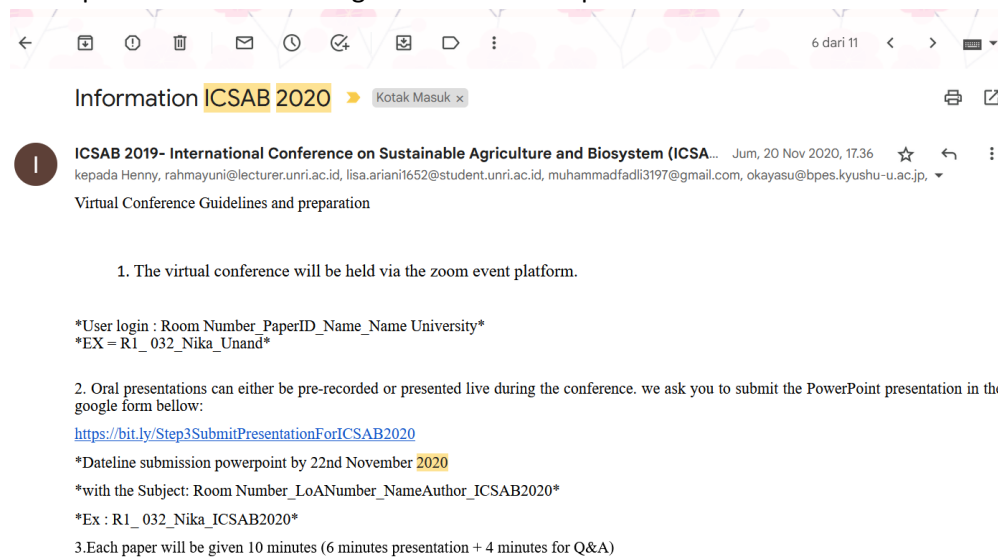 6 dari 11
Information ICSAB 2020
Kotak Masuk ×
I
ICSAB 2019- International Conference on Sustainable Agriculture and Biosystem (ICSA... Jum, 20 Nov 2020, 17.36
kepada Henny, rahmayuni@lecturer.unri.ac.id, lisa.ariani1652@student.unri.ac.id, muhammadfadli3197@gmail.com, okayasu@bpes.kyushu-u.ac.jp,
Virtual Conference Guidelines and preparation
1. The virtual conference will be held via the zoom event platform.
*User login : Room Number_PaperID_Name_Name University*
*EX = R1_ 032_Nika_Unand*
2. Oral presentations can either be pre-recorded or presented live during the conference. we ask you to submit the PowerPoint presentation in the
google form bellow:
https://bit.ly/Step3SubmitPresentationForICSAB2020
*Dateline submission powerpoint by 22nd November 2020
*with the Subject: Room Number_LoANumber_NameAuthor_ICSAB2020*
*Ex : R1_ 032_Nika_ICSAB2020*
3.Each paper will be given 10 minutes (6 minutes presentation + 4 minutes for Q&A)